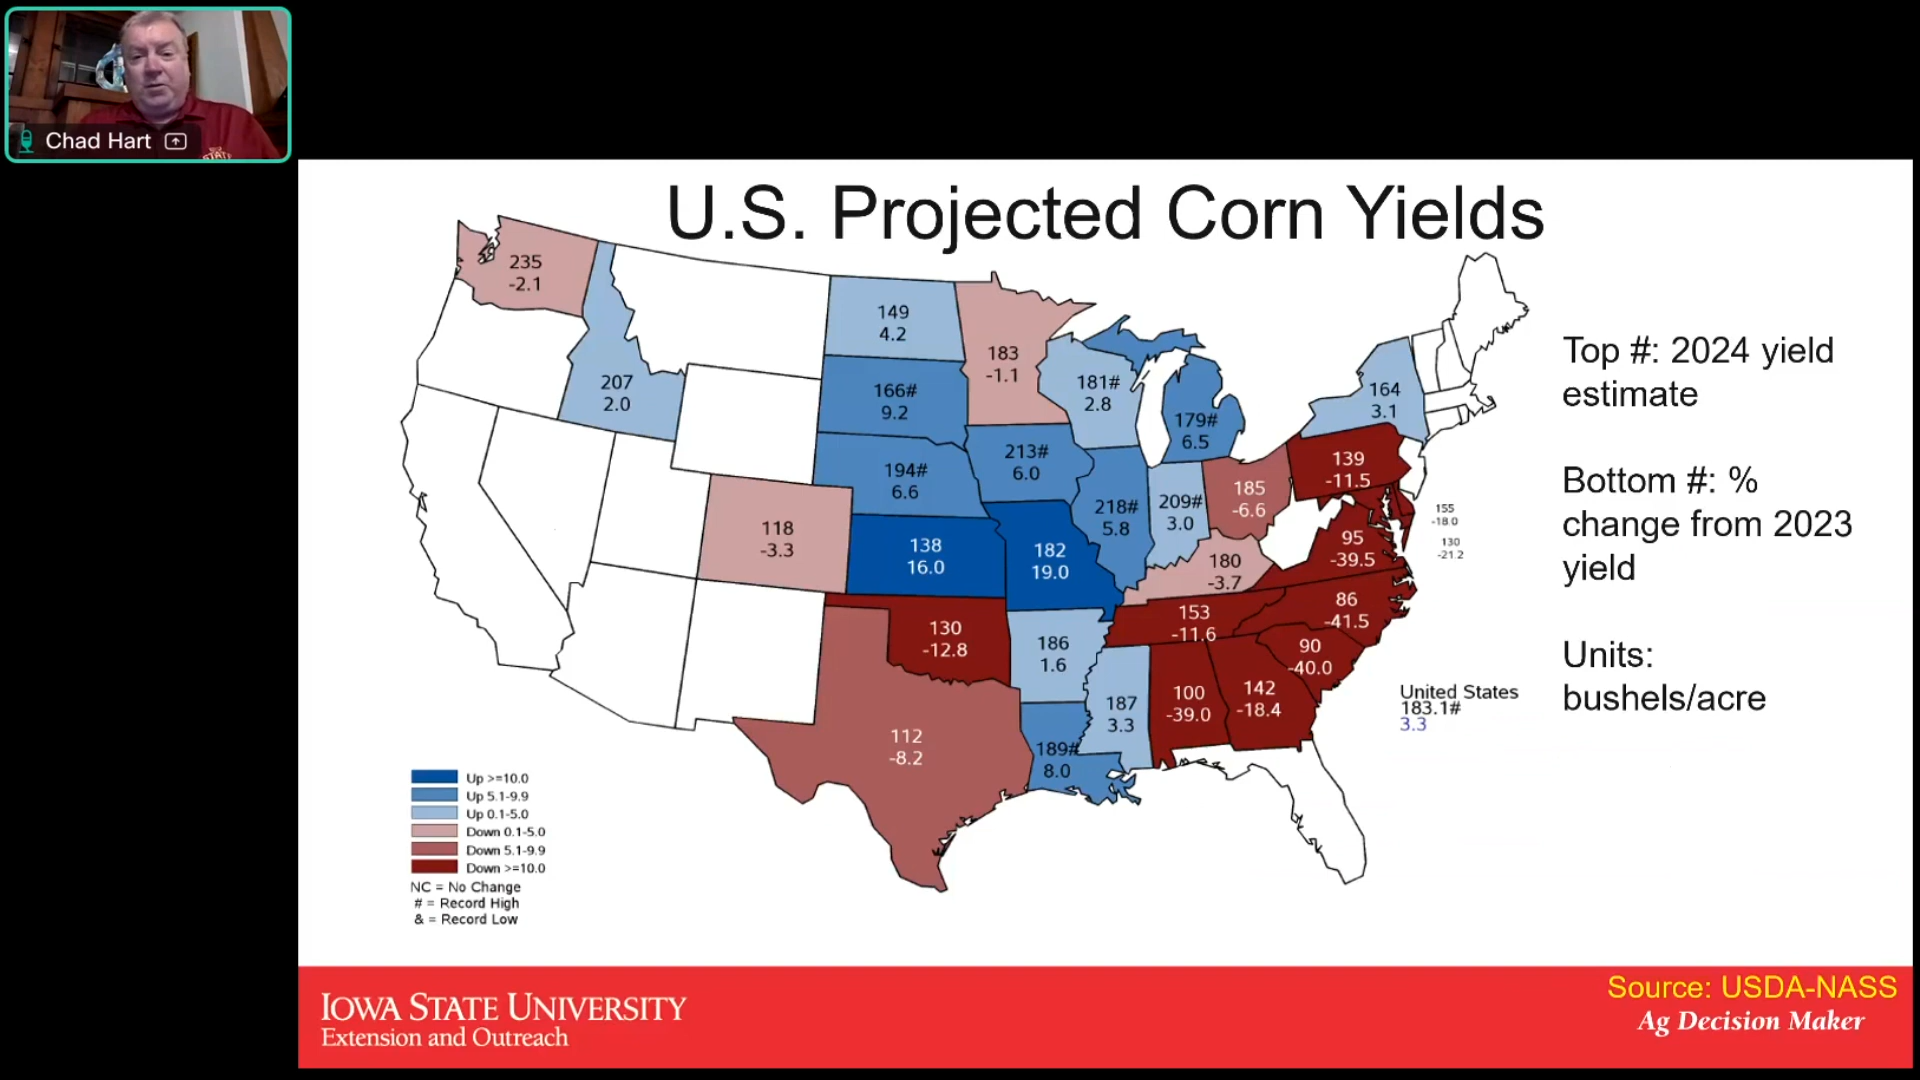 Chad Hart
STATE
U.S. Projected Corn Yields
235
-2.1
207
2.0
149
4.2
183
-1.1
181#
2.8
179#
6.5
164
3.1
166#
9.2
213#
6.0
194#
6.6
218#
5.8
209#
3.0
185
-6.6
139
-11.5
155
-18.0
130
-21.2
118
-3.3
138
16.0
182
19.0
180
-3.7
95
-39.5
130
-12.8
186
1.6
153
-11.6
86
-41.5
90
-40.0
112
-8.2
189#
8.0
187
3.3
100
-39.0
142
-18.4
United States
183.1#
3.3
Top #: 2024 yield
estimate
Bottom #: %
change from 2023
yield
Units:
bushels/acre
Up >=10.0
Up 5.1-9.9
Up 0.1-5.0
Down 0.1-5.0
Down 5.1-9.9
Down >=10.0
NC = No Change
# = Record High
& = Record Low
IOWA STATE UNIVERSITY
Extension and Outreach
Source: USDA-NASS
Ag Decision Maker